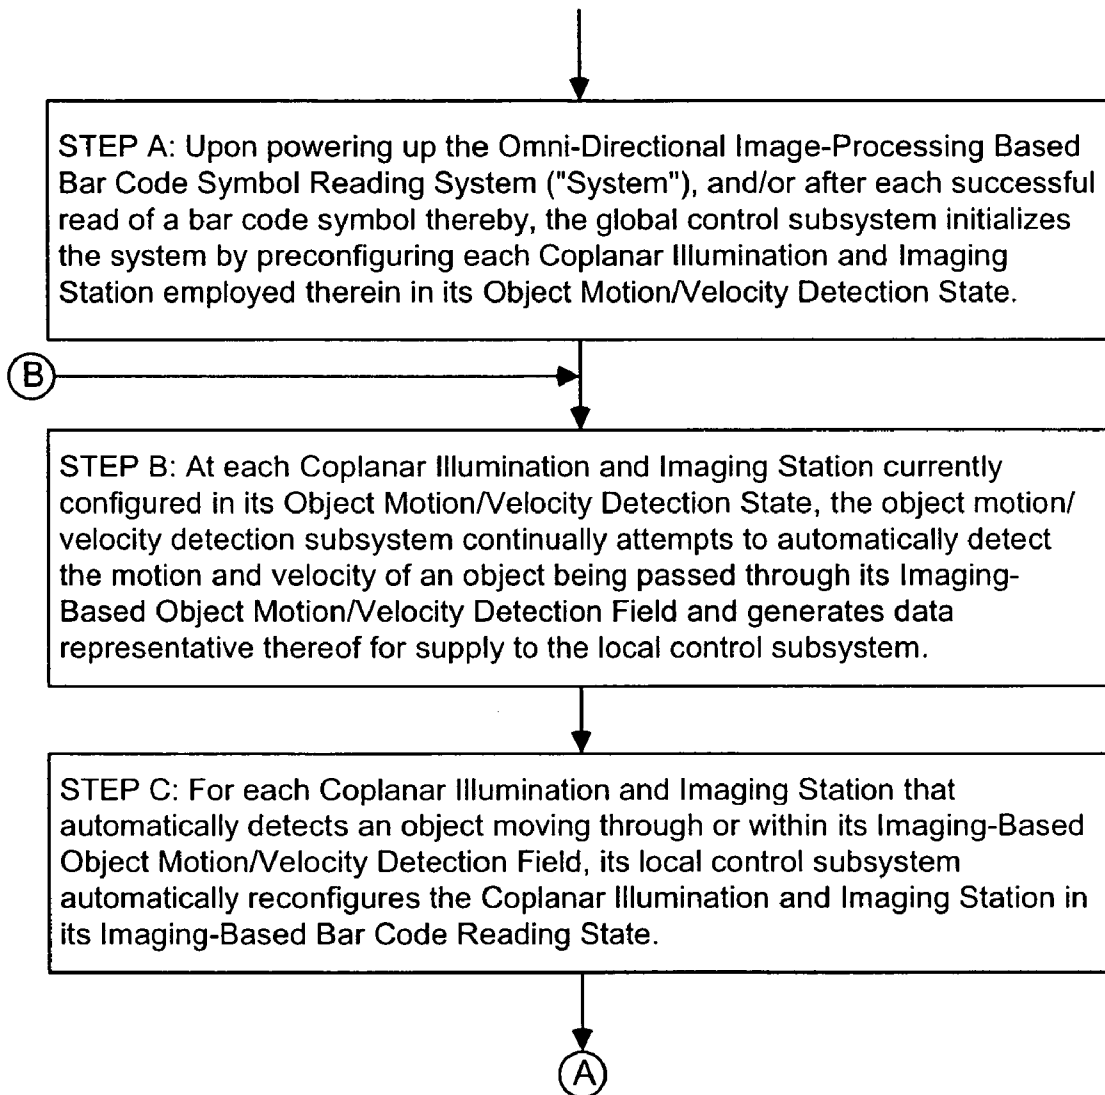 STEP A: Upon powering up the Omni-Directional Image-Processing Based
Bar Code Symbol Reading System ("System"), and/or after each successful
read of a bar code symbol thereby, the global control subsystem initializes
the system by preconfiguring each Coplanar Illumination and Imaging
Station employed therein in its Object Motion/Velocity Detection State.
B
STEP B: At each Coplanar Illumination and Imaging Station currently
configured in its Object Motion/Velocity Detection State, the object motion/
velocity detection subsystem continually attempts to automatically detect
the motion and velocity of an object being passed through its Imaging-
Based Object Motion/Velocity Detection Field and generates data
representative thereof for supply to the local control subsystem.
STEP C: For each Coplanar Illumination and Imaging Station that
automatically detects an object moving through or within its Imaging-Based
Object Motion/Velocity Detection Field, its local control subsystem
automatically reconfigures the Coplanar Illumination and Imaging Station in
its Imaging-Based Bar Code Reading State.
A